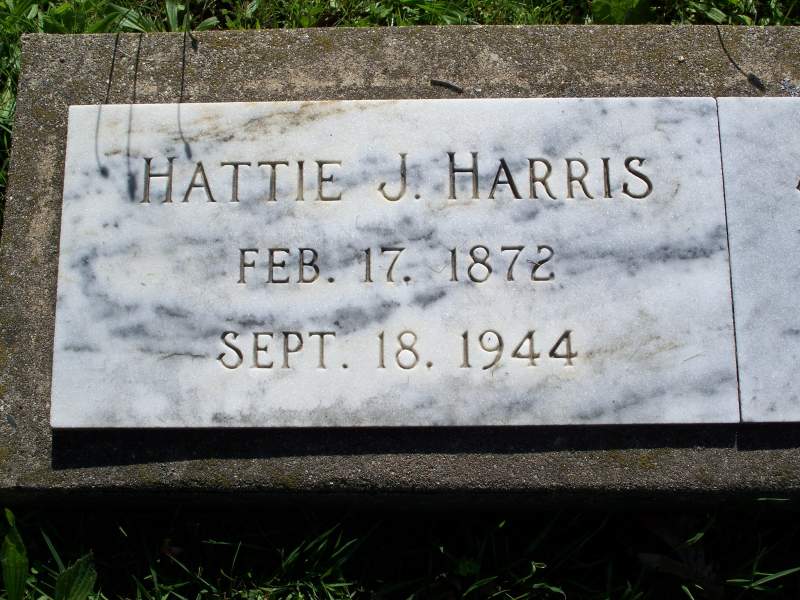 HATTIE J. HARRIS
FEB. 17. 1872
SEPT. 18. 1944